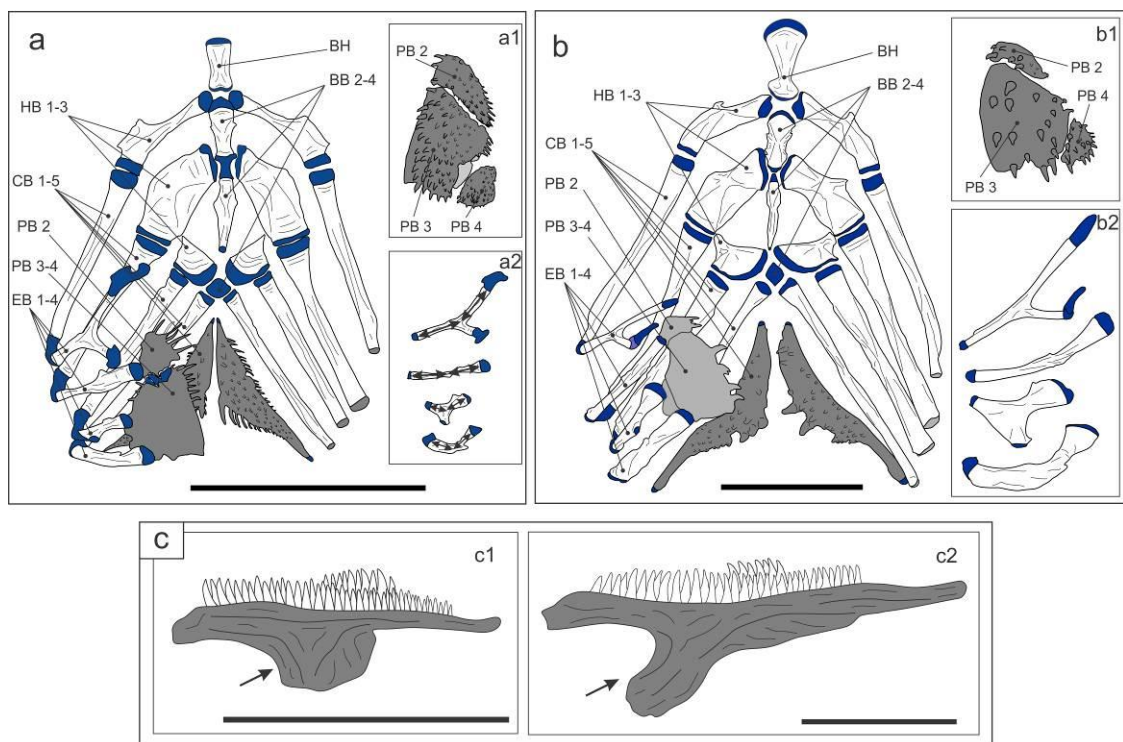 a
BH
BB 2-4
HB 1-3
CB 1-5
PB 2
PB 3-4
EB 1-4
a1
PB 2
PB 3
PB 4
a2
b
BH
BB 2-4
HB 1-3
CB 1-5
PB 2
PB 3-4
EB 1-4
b1
PB 2
PB 4
PB 3
b2
c
c1
c2